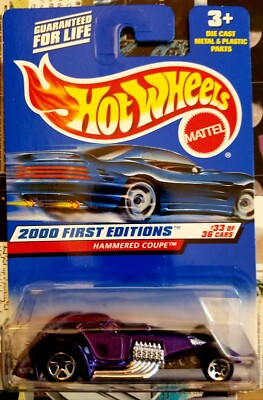 GUARANTEED
FOR LIFE
3+
DIE CAST
METAL & PLASTIC
PARTS
HOT WHEELS
MATTEL
2000 FIRST EDITIONS™
#33 OF
36 CARS
HAMMERED COUPE™